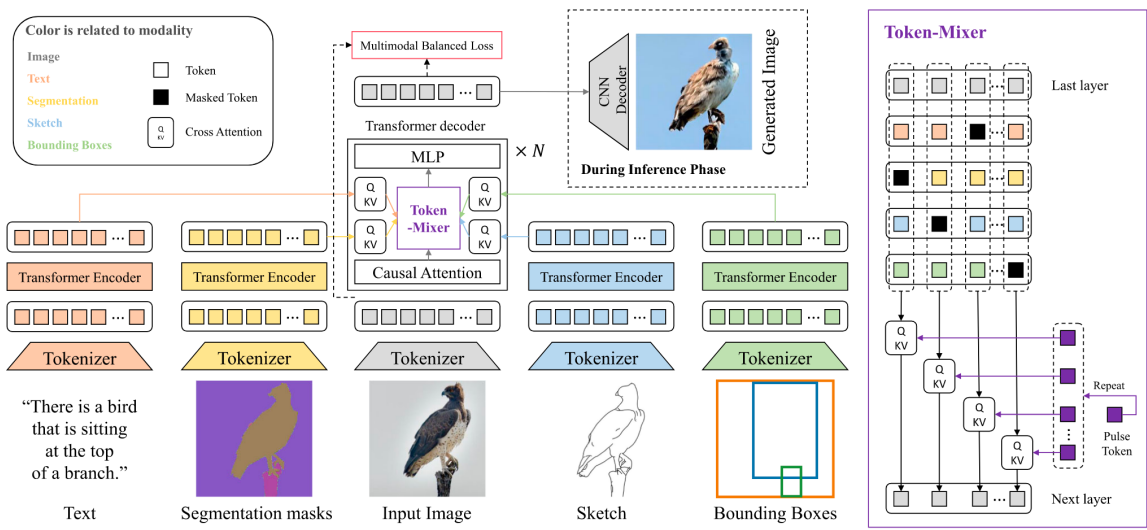 Color is related to modality
Image
Text
Segmentation
Sketch
Bounding Boxes
Token
Masked Token
Q
KV
Cross Attention
Multimodal Balanced Loss
...
Transformer decoder
× N
MLP
Q
KV
Q
KV
Token
-Mixer
Q
KV
Q
KV
Causal Attention
CNN
Decoder
Generated Image
During Inference Phase
...
...
...
...
Transformer Encoder
Transformer Encoder
Transformer Encoder
Transformer Encoder
...
...
...
...
...
Tokenizer
Tokenizer
Tokenizer
Tokenizer
Tokenizer
“There is a bird
that is sitting
at the top
of a branch.”
Text
Segmentation masks
Input Image
Sketch
Bounding Boxes
Token-Mixer
...
Last layer
...
...
...
...
Q
KV
Q
KV
Q
KV
Q
KV
...
Repeat
Pulse
Token
...
Next layer